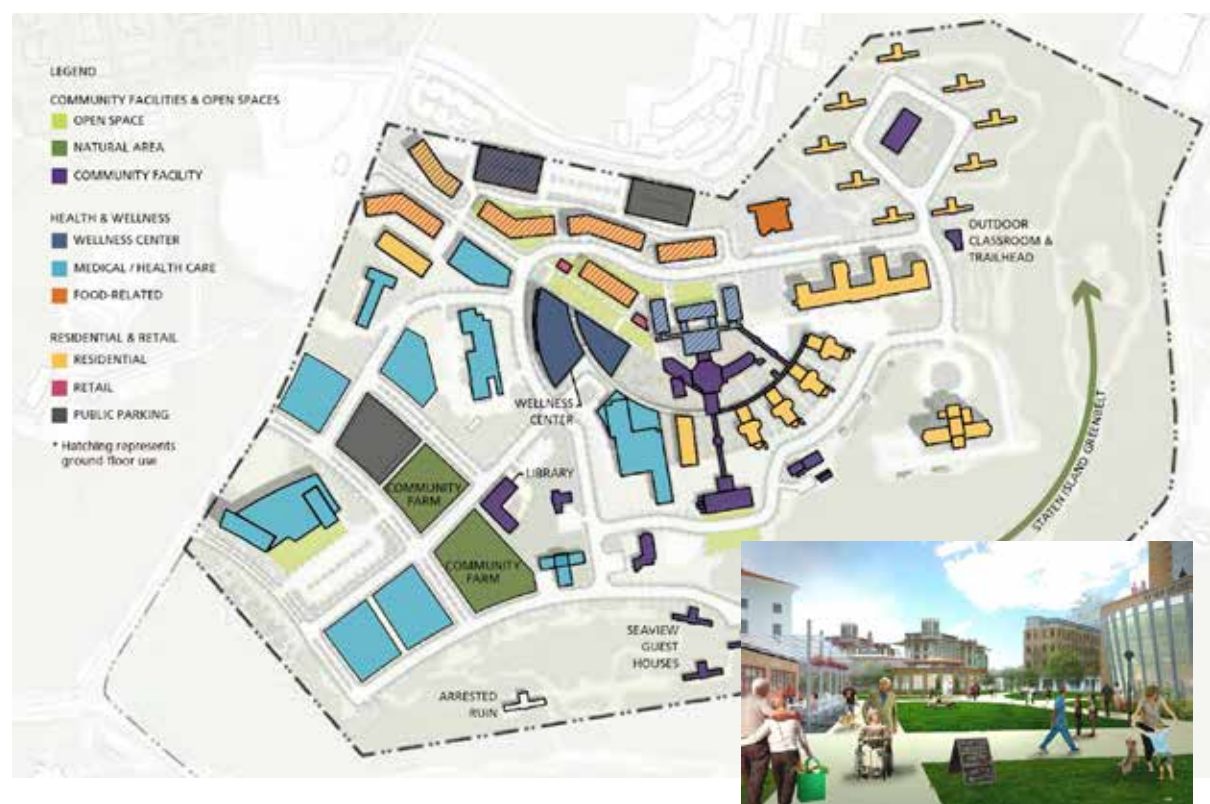 LEGEND
COMMUNITY FACILITIES & OPEN SPACES
OPEN SPACE
NATURAL AREA
COMMUNITY FACILITY
HEALTH & WELLNESS
WELLNESS CENTER
MEDICAL / HEALTH CARE
FOOD-RELATED
RESIDENTIAL & RETAIL
RESIDENTIAL
RETAIL
PUBLIC PARKING
* Hatching represents
ground floor use
OUTDOOR
CLASSROOM &
TRAILHEAD
WELLNESS
CENTER
LIBRARY
COMMUNITY
FARM
COMMUNITY
FARM
STATEN ISLAND GREENBELT
SEAVIEW
GUEST
HOUSES
ARRESTED
RUIN